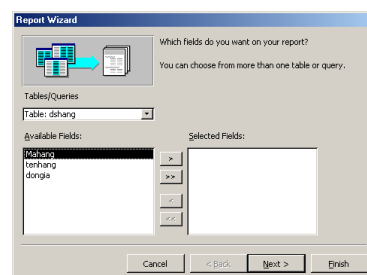 Report Wizard
Which fields do you want on your report?
You can choose from more than one table or query.
Tables/Queries
Table: dshang
Available Fields:
Selected Fields:
Mahang
tenhang
dongia
>
>>
<
<<
Cancel
< Back
Next >
Finish